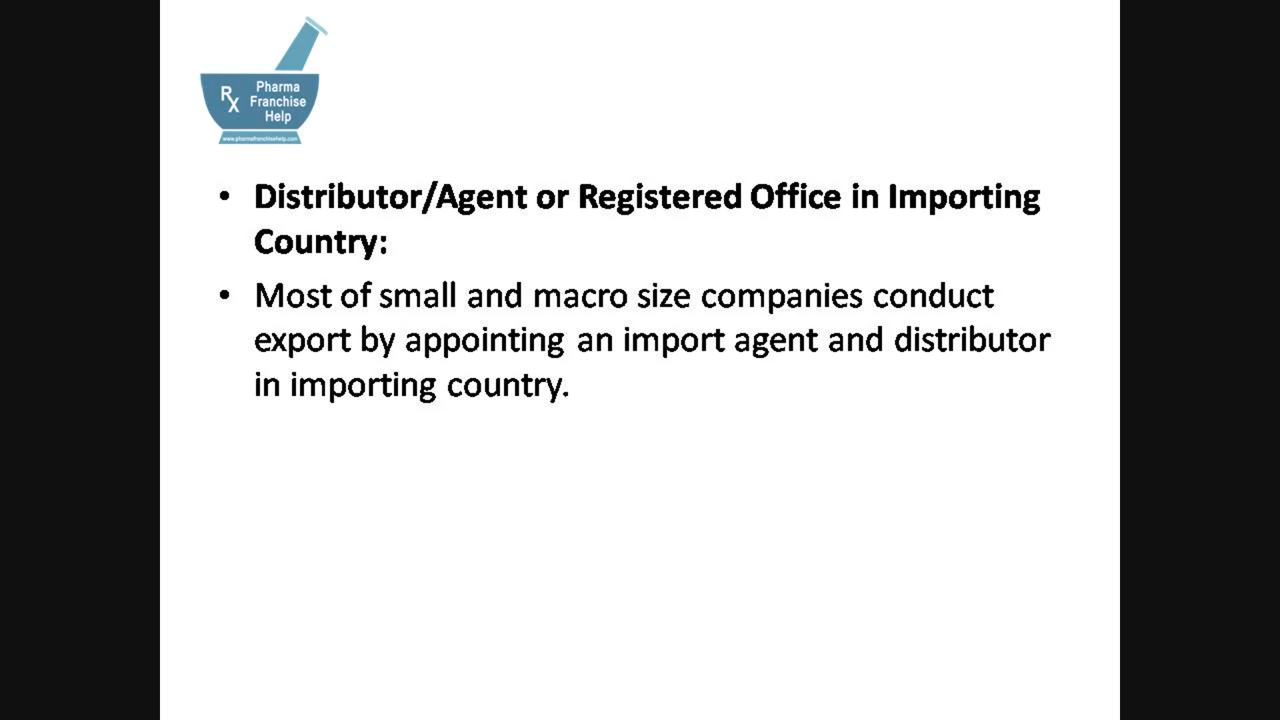 Rx
Pharma
Franchise
Help
www.pharmafranchisehelp.com
• Distributor/Agent or Registered Office in Importing
Country:
• Most of small and macro size companies conduct
export by appointing an import agent and distributor
in importing country.